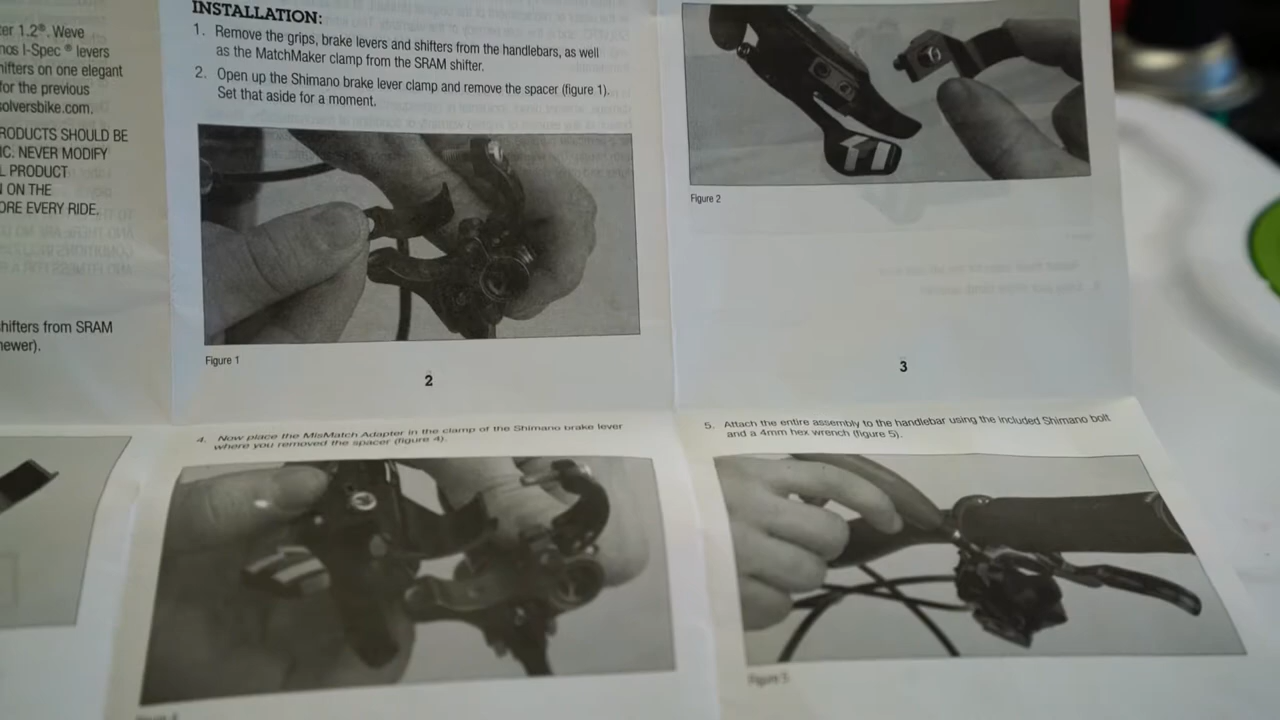 er 1.2®. Weave
nos I-Spec ® levers
hifters on one elegant
for the previous
solversbike.com.
RODUCTS SHOULD BE
IC. NEVER MODIFY
L PRODUCT
ON THE
ORE EVERY RIDE.
hifters from SRAM
newer).
INSTALLATION:
1. Remove the grips, brake levers and shifters from the handlebars, as well
as the MatchMaker clamp from the SRAM shifter.
2. Open up the Shimano brake lever clamp and remove the spacer (figure 1).
Set that aside for a moment.
Figure 1
2
Figure 2
3
4. Now place the MisMatch Adapter in the clamp of the Shimano brake lever
where you removed the spacer (figure 4).
5. Attach the entire assembly to the handlebar using the included Shimano bolt
and a 4mm hex wrench (figure 5).
Figure 5